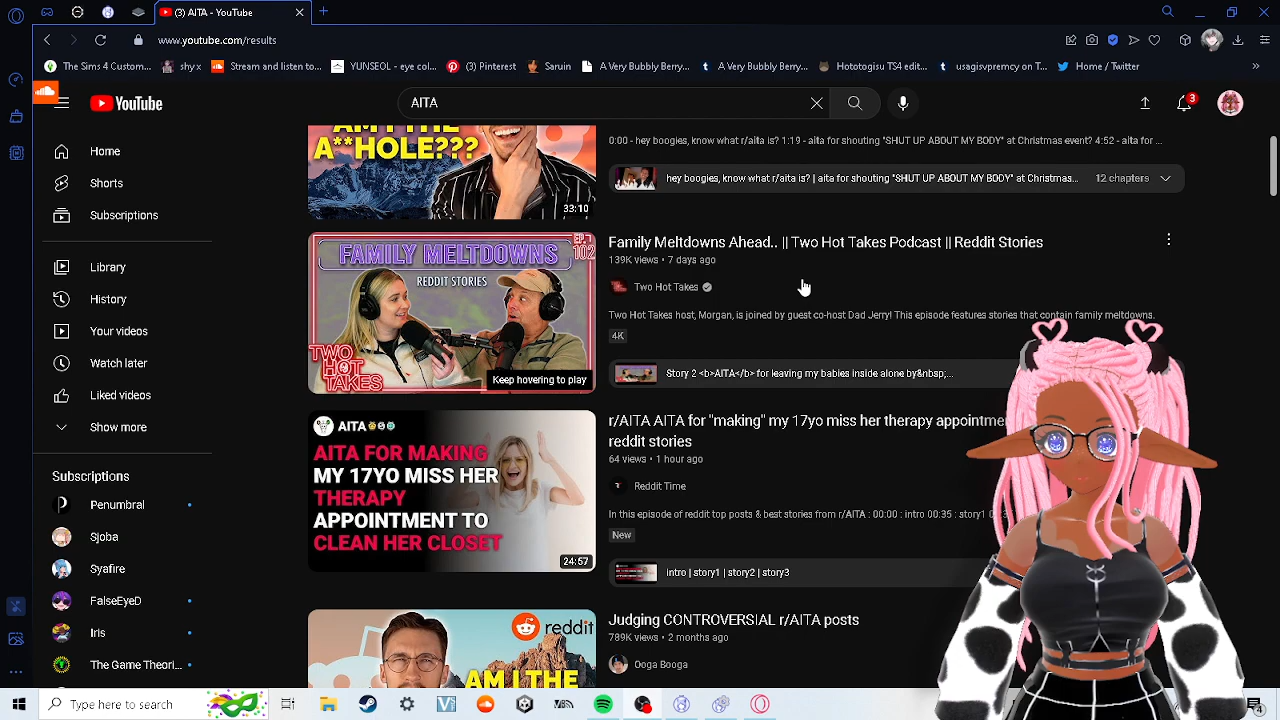 (3) AITA - YouTube
www.youtube.com/results
The Sims 4 Custom...
shy x
Stream and listen to...
YUNSEOL - eye col...
Pinterest
Saruin
A Very Bubbly Berry...
A Very Bubbly Berry...
Hototogisu TS4 edit...
usagisvpremcy on T...
Home / Twitter
YouTube
AITA
3
Home
Shorts
Subscriptions
Library
History
Your videos
Watch later
Liked videos
Show more
Subscriptions
Penumbral
Sjoba
Syafire
FalseEyeD
Iris
The Game Theori...
AM I THE
A**HOLE???
33:10
0:00 - hey boogies, know what r/aita is? 1:19 - aita for shouting "SHUT UP ABOUT MY BODY" at Christmas event? 4:52 - aita for ...
hey boogies, know what r/aita is? | aita for shouting "SHUT UP ABOUT MY BODY" at Christmas...
12 chapters
FAMILY MELTDOWNS
EP.
102
REDDIT STORIES
TWO
HOT
TAKES
Keep hovering to play
Family Meltdowns Ahead.. || Two Hot Takes Podcast || Reddit Stories
139K views • 7 days ago
Two Hot Takes
Two Hot Takes host, Morgan, is joined by guest co-host Dad Jerry! This episode features stories that contain family meltdowns.
4K
Story 2 <b>AITA</b> for leaving my babies inside alone by&nbsp;...
AITA
AITA FOR MAKING
MY 17YO MISS HER
THERAPY
APPOINTMENT TO
CLEAN HER CLOSET
24:57
r/AITA AITA for "making" my 17yo miss her therapy appointme
reddit stories
64 views • 1 hour ago
Reddit Time
In this episode of reddit top posts & best stories from r/AITA : 00:00 : intro 00:35 : story1
New
intro | story1 | story2 | story3
reddit
AM I THE
Judging CONTROVERSIAL r/AITA posts
789K views • 2 months ago
Ooga Booga
Type here to search
4